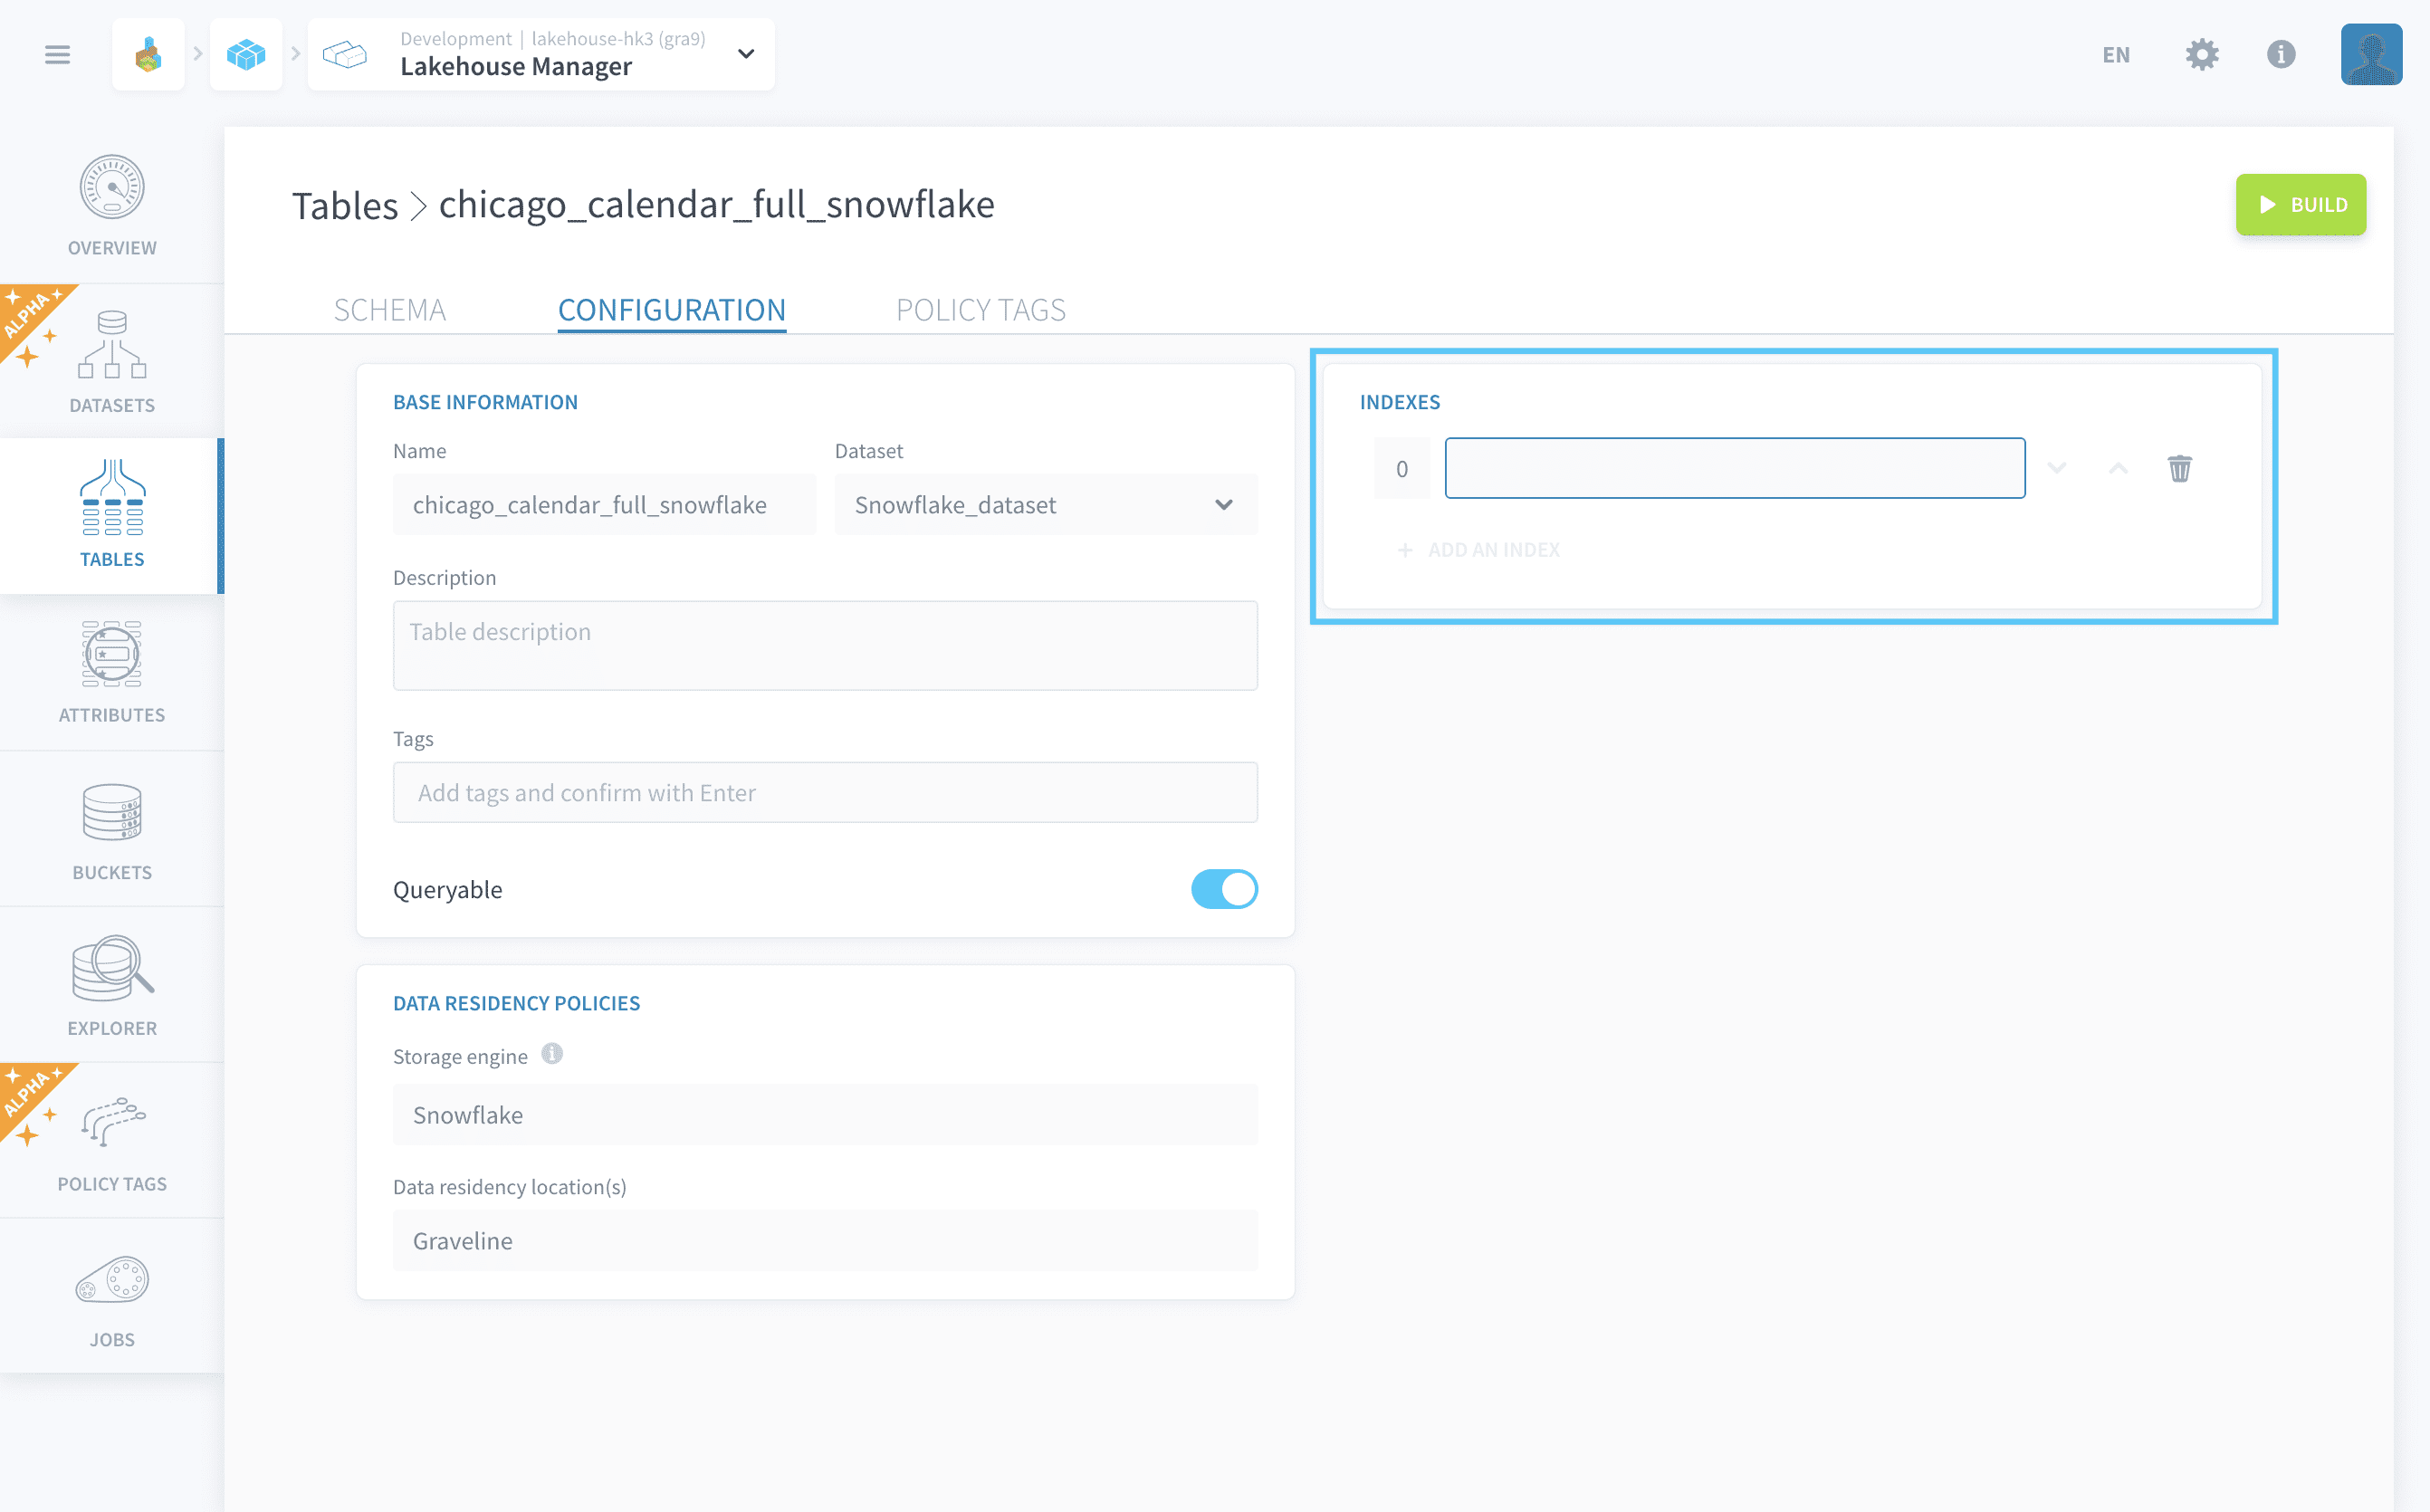 Development | lakehouse-hk3 (gra9)
Lakehouse Manager
EN
OVERVIEW
ALPHA
DATASETS
TABLES
ATTRIBUTES
BUCKETS
EXPLORER
ALPHA
POLICY TAGS
JOBS
Tables > chicago_calendar_full_snowflake
BUILD
SCHEMA
CONFIGURATION
POLICY TAGS
BASE INFORMATION
Name
Dataset
chicago_calendar_full_snowflake
Snowflake_dataset
Description
Table description
Tags
Add tags and confirm with Enter
Queryable
DATA RESIDENCY POLICIES
Storage engine
Snowflake
Data residency location(s)
Graveline
INDEXES
0
+ ADD AN INDEX